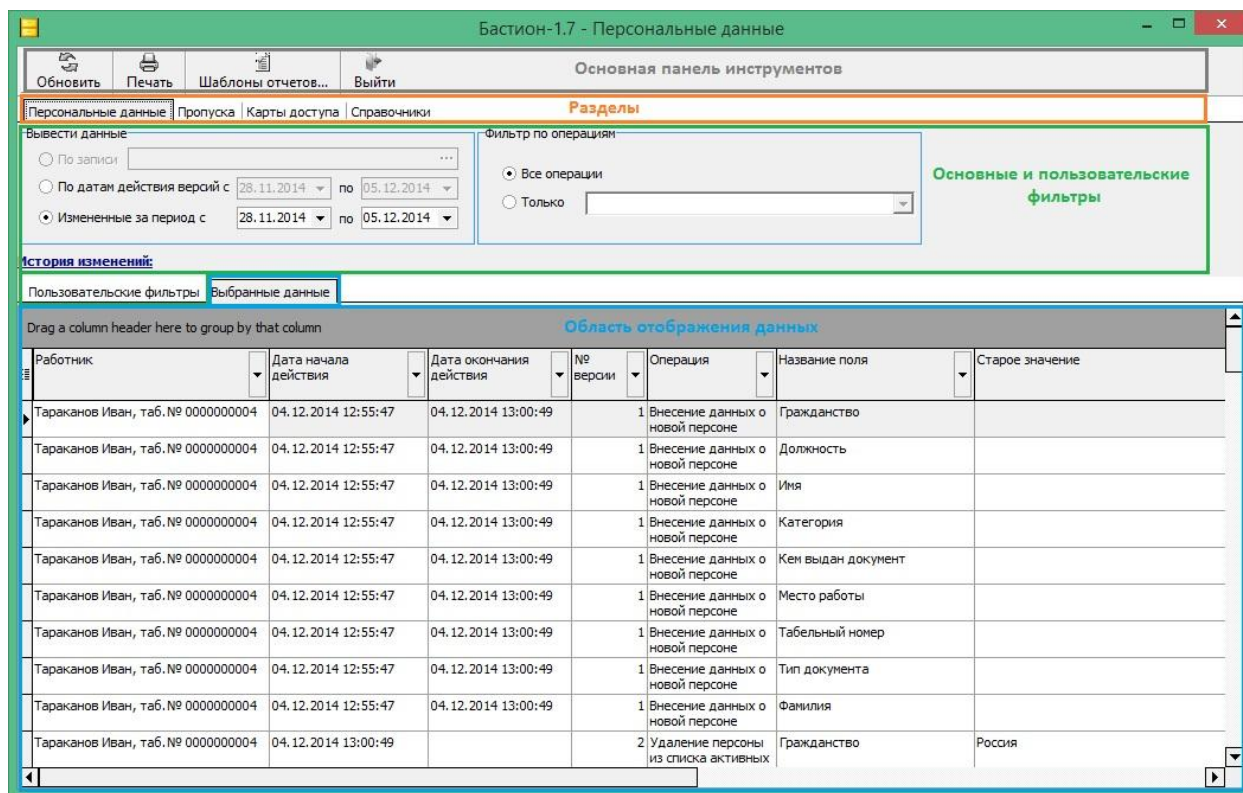 Бастион-1.7 - Персональные данные
Обновить Печать Шаблоны отчетов... Выйти Основная панель инструментов
Персональные данные Пропуска Карты доступа Справочники Разделы
Вывести данные Фильтр по операциям
По записи ...
Все операции
Основные и пользовательские
фильтры
По датам действия версий с 28.11.2014 по 05.12.2014
Только
Измененные за период с 28.11.2014 по 05.12.2014
История изменений:
Пользовательские фильтры Выбранные данные
Drag a column header here to group by that column Область отображения данных
Работник Дата начала Дата окончания № Операция Название поля Старое значение
действия действия версии
Тараканов Иван, таб.№ 0000000004 04.12.2014 12:55:47 04.12.2014 13:00:49 1 Внесение данных о Гражданство
новой персоне
Тараканов Иван, таб.№ 0000000004 04.12.2014 12:55:47 04.12.2014 13:00:49 1 Внесение данных о Должность
новой персоне
Тараканов Иван, таб.№ 0000000004 04.12.2014 12:55:47 04.12.2014 13:00:49 1 Внесение данных о Имя
новой персоне
Тараканов Иван, таб.№ 0000000004 04.12.2014 12:55:47 04.12.2014 13:00:49 1 Внесение данных о Категория
новой персоне
Тараканов Иван, таб.№ 0000000004 04.12.2014 12:55:47 04.12.2014 13:00:49 1 Внесение данных о Кем выдан документ
новой персоне
Тараканов Иван, таб.№ 0000000004 04.12.2014 12:55:47 04.12.2014 13:00:49 1 Внесение данных о Место работы
новой персоне
Тараканов Иван, таб.№ 0000000004 04.12.2014 12:55:47 04.12.2014 13:00:49 1 Внесение данных о Табельный номер
новой персоне
Тараканов Иван, таб.№ 0000000004 04.12.2014 12:55:47 04.12.2014 13:00:49 1 Внесение данных о Тип документа
новой персоне
Тараканов Иван, таб.№ 0000000004 04.12.2014 12:55:47 04.12.2014 13:00:49 1 Внесение данных о Фамилия
новой персоне
Тараканов Иван, таб.№ 0000000004 04.12.2014 13:00:49 2 Удаление персоны Гражданство Россия
из списка активных